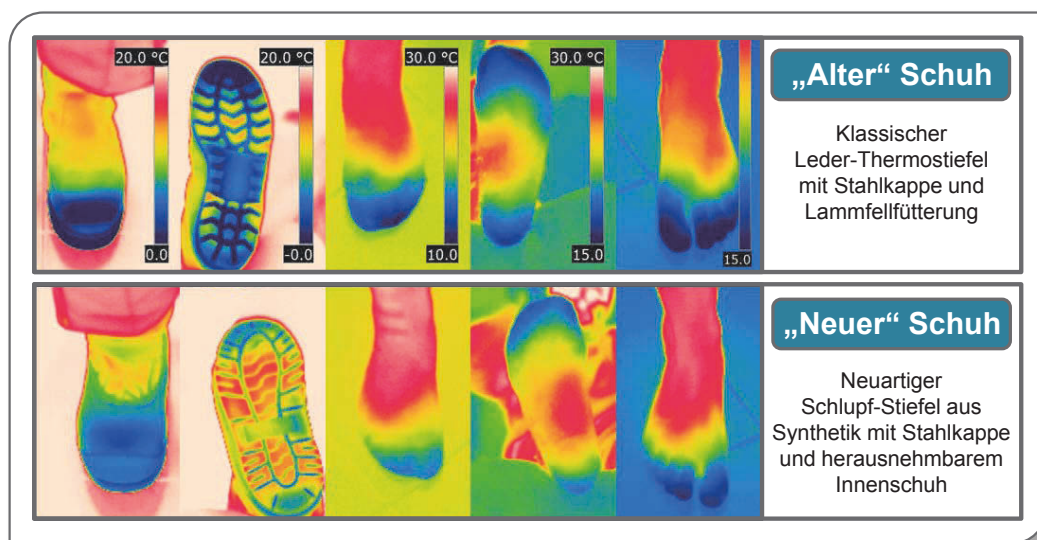 20.0 °C
0.0
20.0 °C
-0.0
30.0 °C
10.0
30.0 °C
15.0
15.0
„Alter“ Schuh
Klassischer
Leder-Thermostiefel
mit Stahlkappe und
Lammfellfütterung
„Neuer“ Schuh
Neuartiger
Schlupf-Stiefel aus
Synthetik mit Stahlkappe
und herausnehmbarem
Innenschuh